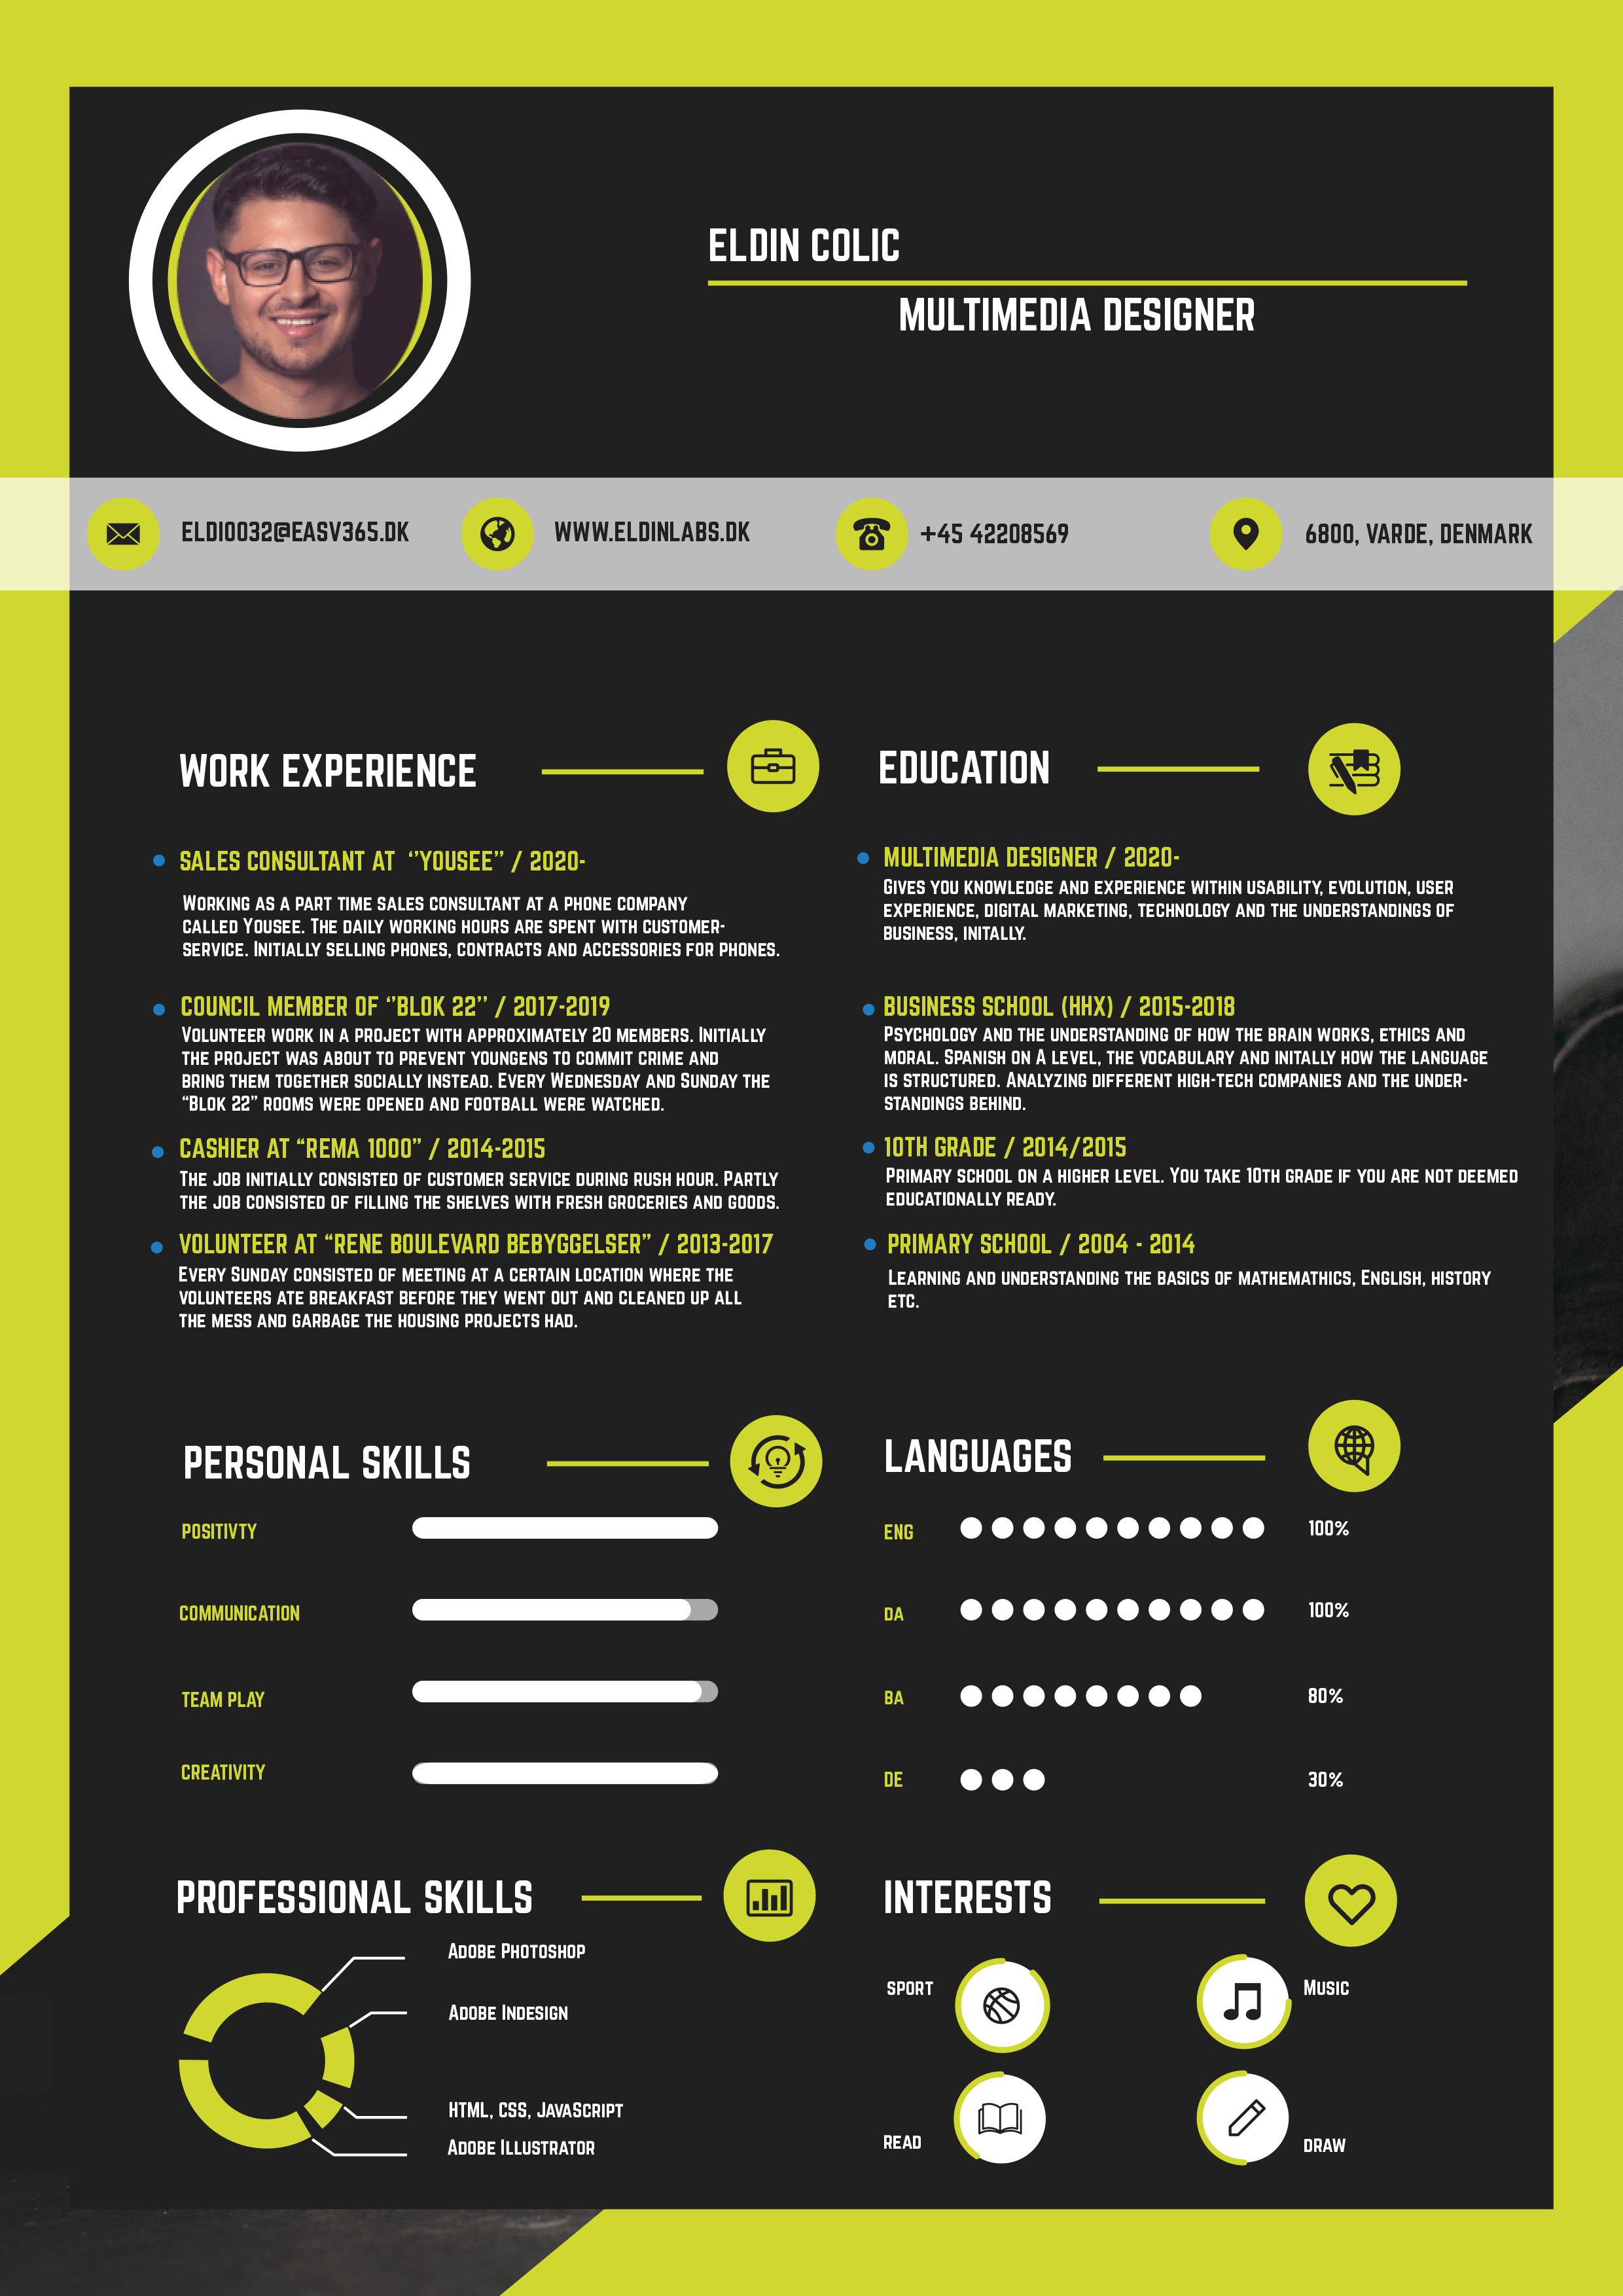 ELDIN COLIC
MULTIMEDIA DESIGNER
ELDI0032@EASV365.DK
WWW.ELDINLABS.DK
+45 42208569
6800, VARDE, DENMARK
WORK EXPERIENCE
SALES CONSULTANT AT ‘’YOUSEE’’ / 2020-
Working as a part time sales consultant at a phone company
called Yousee. The daily working hours are spent with customer-
service. Initially selling phones, contracts and accessories for phones.
COUNCIL MEMBER OF ‘’BLOK 22’’ / 2017-2019
Volunteer work in a project with approximately 20 members. Initially
the project was about to prevent youngens to commit crime and
bring them together socially instead. Every Wednesday and Sunday the
“Blok 22” rooms were opened and football were watched.
CASHIER AT “REMA 1000” / 2014-2015
The job initially consisted of customer service during rush hour. Partly
the job consisted of filling the shelves with fresh groceries and goods.
VOLUNTEER AT “RENE BOULEVARD BEBYGGELSER” / 2013-2017
Every Sunday consisted of meeting at a certain location where the
volunteers ate breakfast before they went out and cleaned up all
the mess and garbage the housing projects had.
EDUCATION
MULTIMEDIA DESIGNER / 2020-
Gives you knowledge and experience within usability, evolution, user
experience, digital marketing, technology and the understandings of
business, initally.
BUSINESS SCHOOL (HHX) / 2015-2018
Psychology and the understanding of how the brain works, ethics and
moral. Spanish on A level, the vocabulary and initally how the language
is structured. Analyzing different high-tech companies and the under-
standings behind.
10TH GRADE / 2014/2015
Primary school on a higher level. You take 10th grade if you are not deemed
educationally ready.
PRIMARY SCHOOL / 2004 - 2014
Learning and understanding the basics of mathemathics, English, history
etc.
PERSONAL SKILLS
POSITIVTY
COMMUNICATION
TEAM PLAY
CREATIVITY
LANGUAGES
ENG 100%
DA 100%
BA 80%
DE 30%
PROFESSIONAL SKILLS
Adobe Photoshop
Adobe Indesign
HTML, CSS, JavaScript
Adobe Illustrator
INTERESTS
sport
Music
read
draw